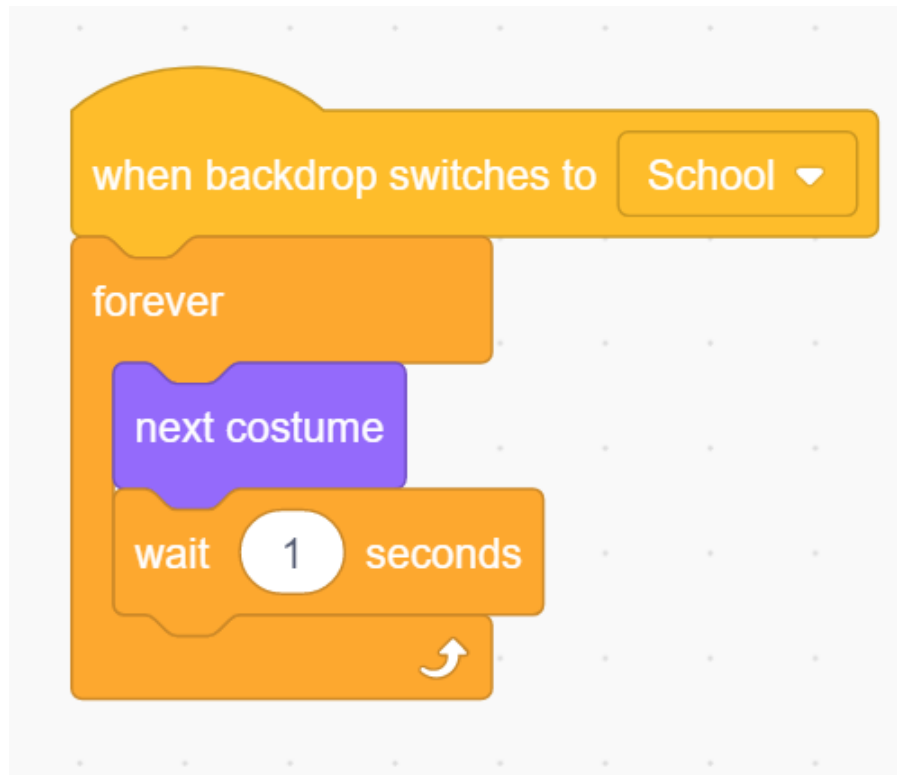 when backdrop switches to School
forever
next costume
wait 1 seconds